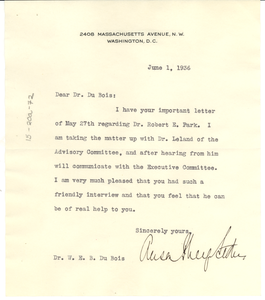 2408 MASSACHUSETTS AVENUE, N.W.
WASHINGTON, D.C.
June 1, 1936
Dear Dr. Du Bois:
I have your important letter
of May 27th regarding Dr. Robert E. Park. I
am taking the matter up with Dr. Leland of the
Advisory Committee, and after hearing from him
will communicate with the Executive Committee.
I am very much pleased that you had such
a friendly interview and that you feel that he can
be of real help to you.
Sincerely yours,
Dr. W. E. B. Du Bois